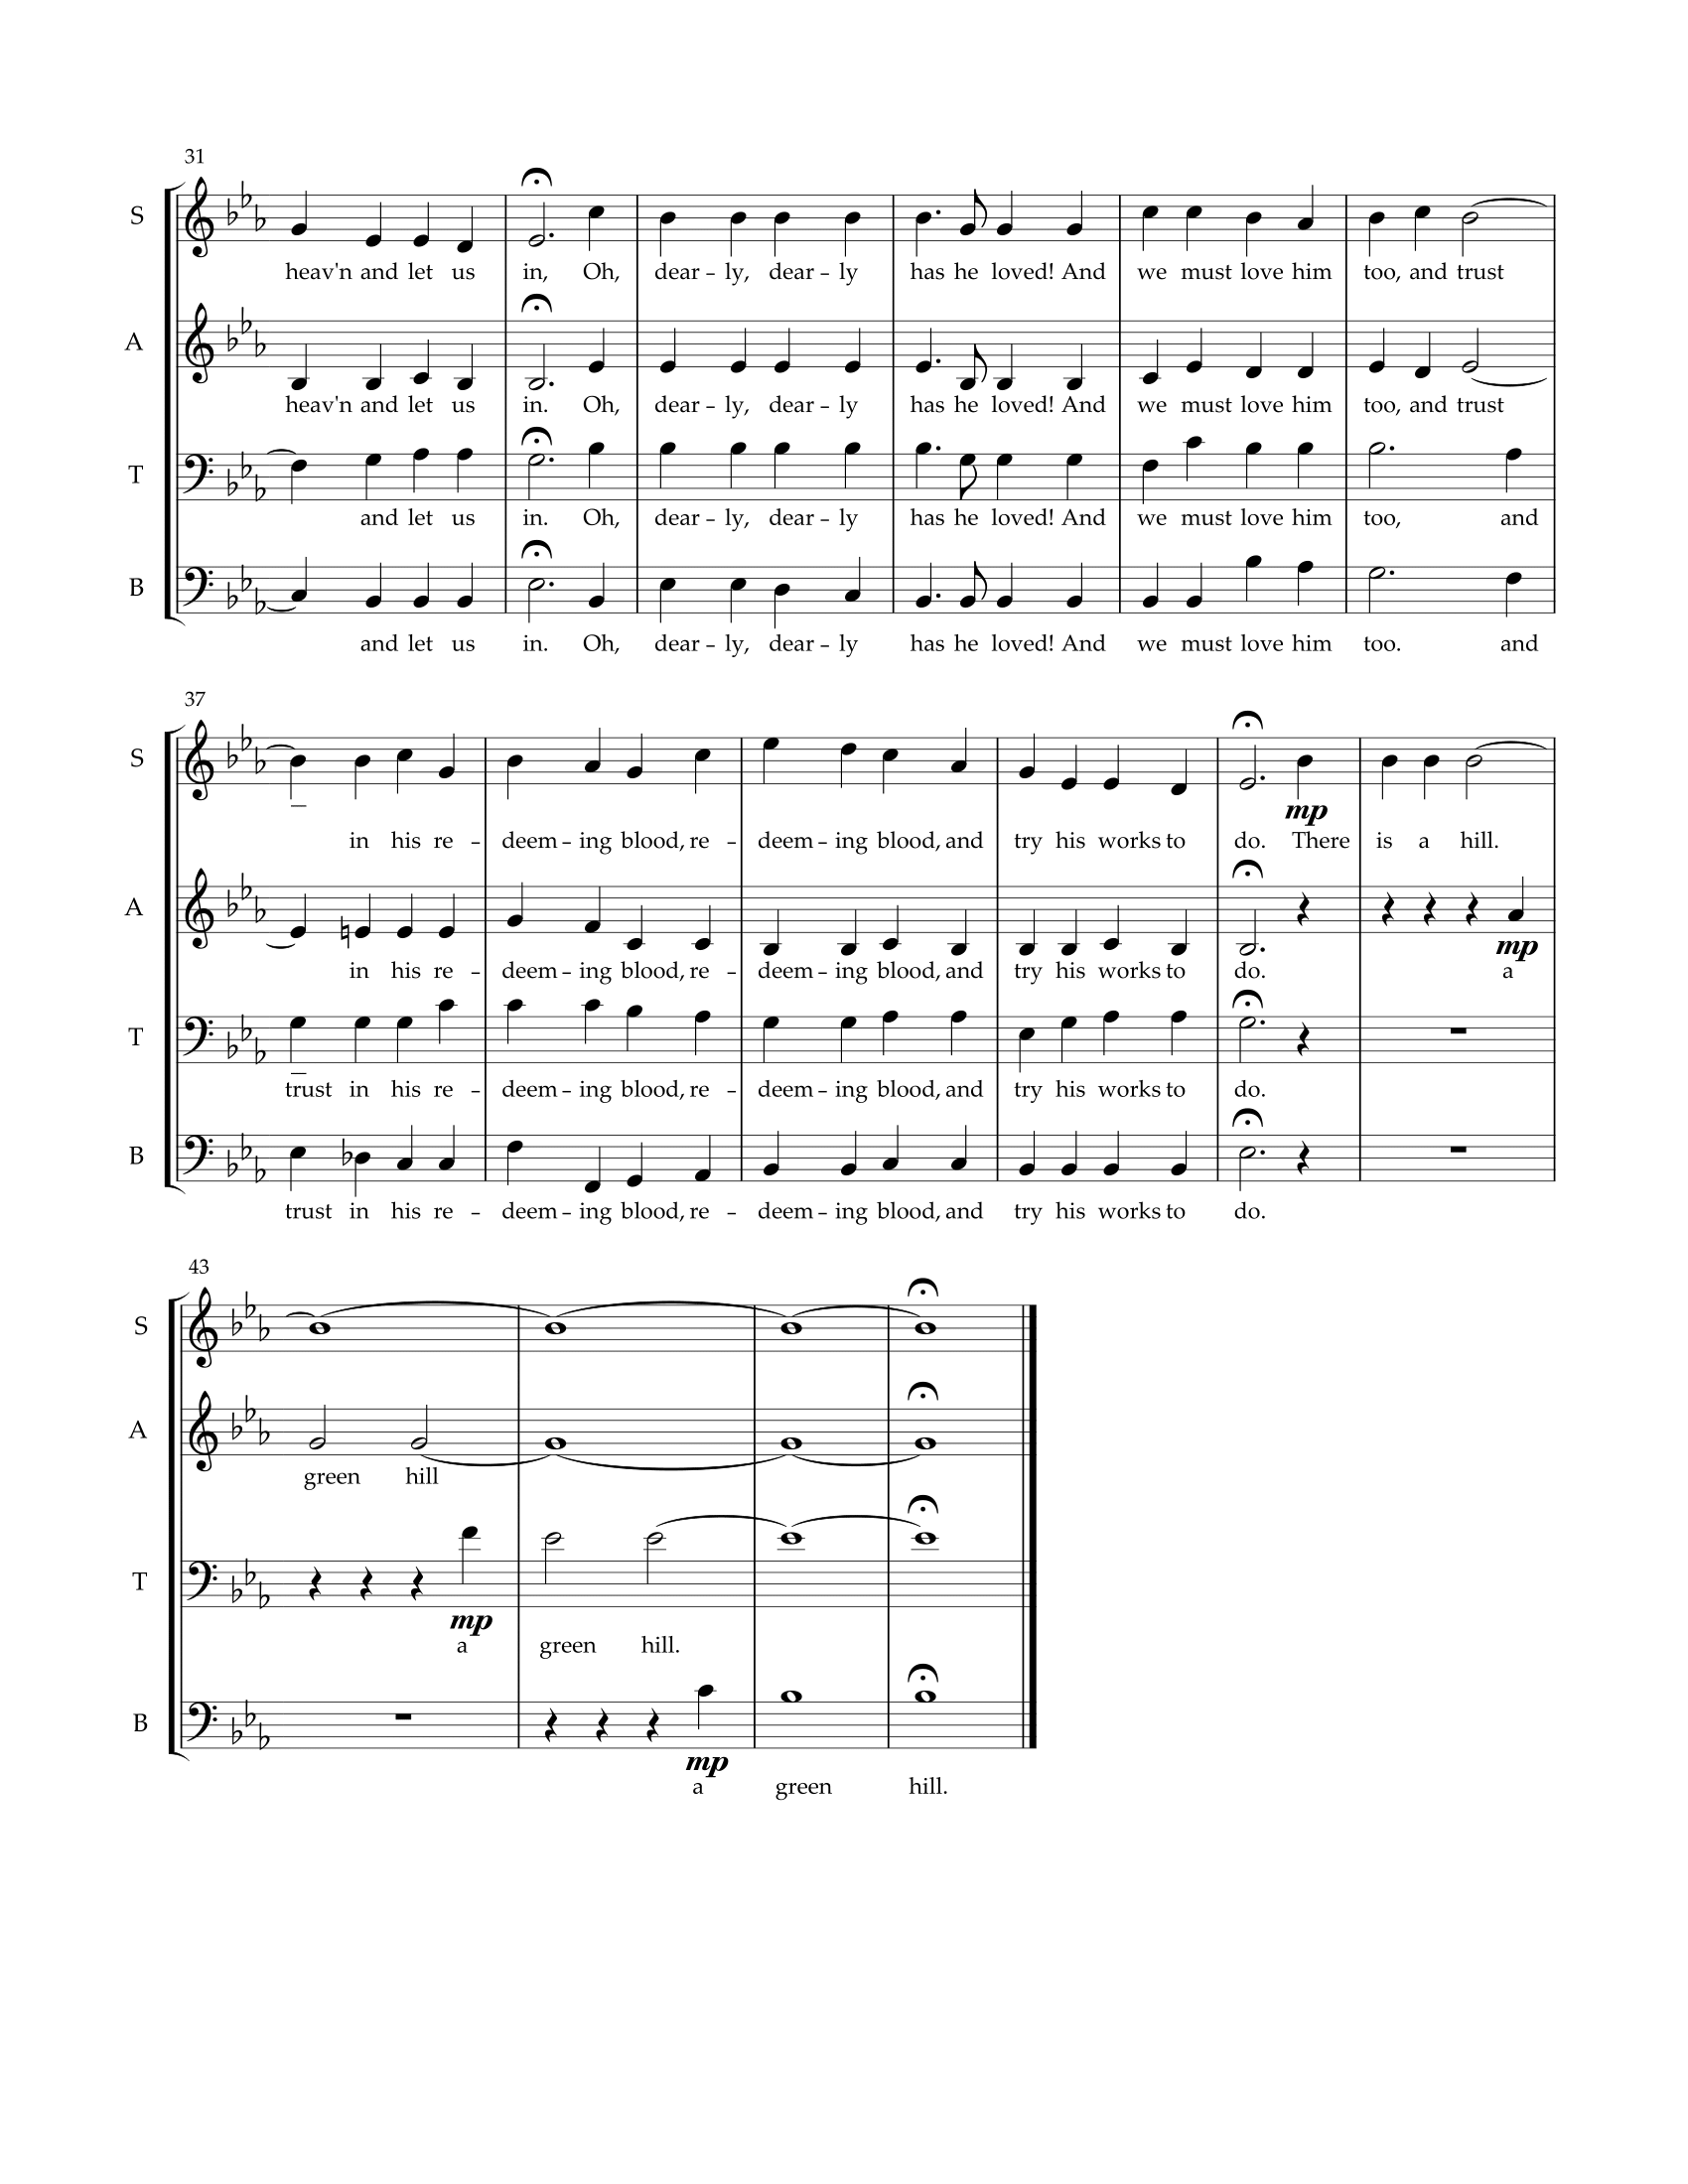 31
S
heav'n and let us in, Oh, dear – ly, dear – ly has he loved! And we must love him too, and trust
A
heav'n and let us in. Oh, dear – ly, dear – ly has he loved! And we must love him too, and trust
T
and let us in. Oh, dear – ly, dear – ly has he loved! And we must love him too, and
B
and let us in. Oh, dear – ly, dear – ly has he loved! And we must love him too. and
37
S
mp
in his re – deem – ing blood, re – deem – ing blood, and try his works to do. There is a hill.
A
mp
in his re – deem – ing blood, re – deem – ing blood, and try his works to do. a
T
trust in his re – deem – ing blood, re – deem – ing blood, and try his works to do.
B
trust in his re – deem – ing blood, re – deem – ing blood, and try his works to do.
43
S
A
green hill
T
mp
a green hill.
B
mp
a green hill.